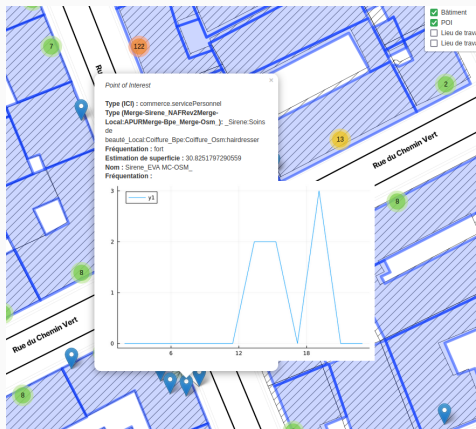 Bâtiment
POI
Lieu de trav
Lieu de trav
7
122
Ru
2
13
Rue du Chemin Vert
8
Point of Interest
×
Type (ICI) : commerce.servicePersonnel
Type (Merge-Sirene_NAFRev2Merge-
Local:APURMerge-Bpe_Merge-Osm_): _Sirene:Soins
de
beauté_Local:Coiffure_Bpe:Coiffure_Osm:hairdresser
Fréquentation : fort
Estimation de superficie : 30.8251797290559
Nom : Sirene_EVA MC-OSM_
Fréquentation :
y1
3
2
1
0
6
12
18
8
Rue du Chemin Vert
8